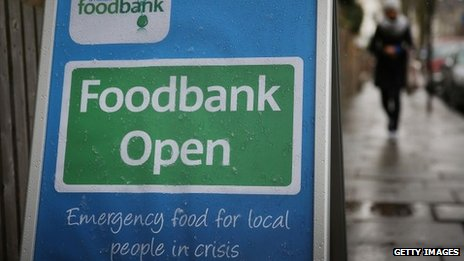 foodbank
Foodbank
Open
Emergency food for local
people in crisis
GETTY IMAGES